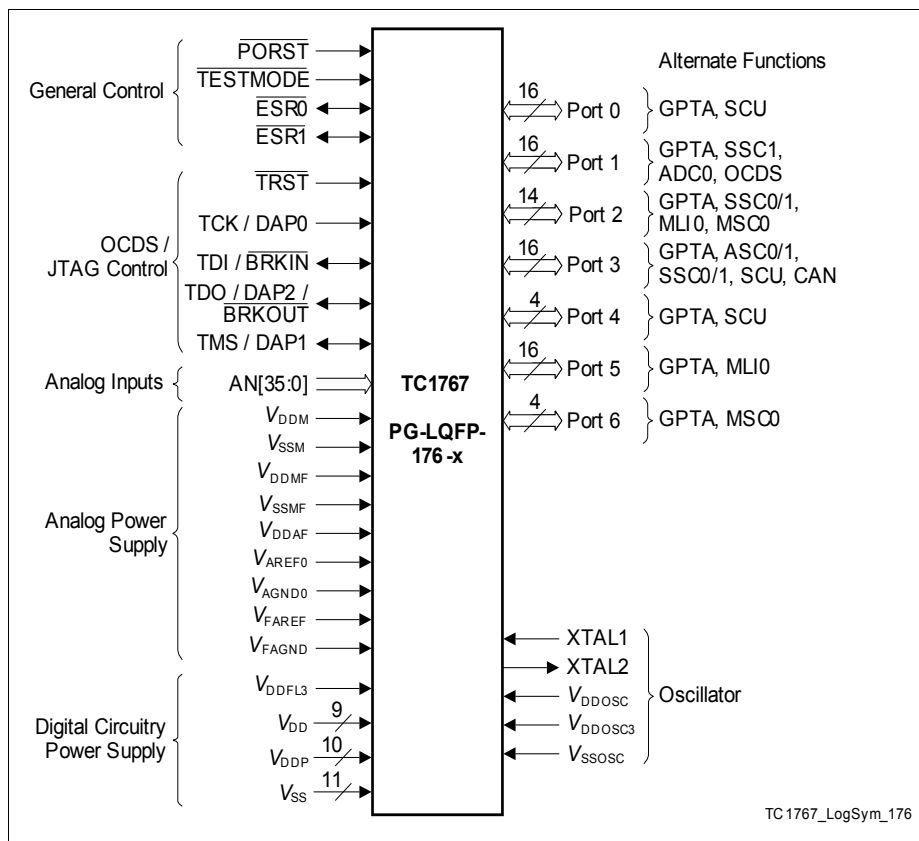 General Control
PORST
TESTMODE
ESR0
ESR1
OCDS /
JTAG Control
TRST
TCK / DAP0
TDI / BRKIN
TDO / DAP2 /
BRKOUT
TMS / DAP1
Analog Inputs
AN[35:0]
Analog Power
Supply
VDDM
VSSM
VDDMF
VSSMF
VDDAF
VAREF0
VAGND0
VFAREF
VFAGND
Digital Circuitry
Power Supply
VDDFL3
VDD 9
VDDP 10
VSS 11
TC1767
PG-LQFP-
176-x
Alternate Functions
16 Port 0 GPTA, SCU
16 Port 1 GPTA, SSC1,
ADC0, OCDS
14 Port 2 GPTA, SSC0/1,
MLI0, MSC0
16 Port 3 GPTA, ASC0/1,
SSC0/1, SCU, CAN
4 Port 4 GPTA, SCU
16 Port 5 GPTA, MLI0
4 Port 6 GPTA, MSC0
XTAL1
XTAL2
VDDOSC
VDDOSC3
VSSOSC
Oscillator
TC1767_LogSym_176